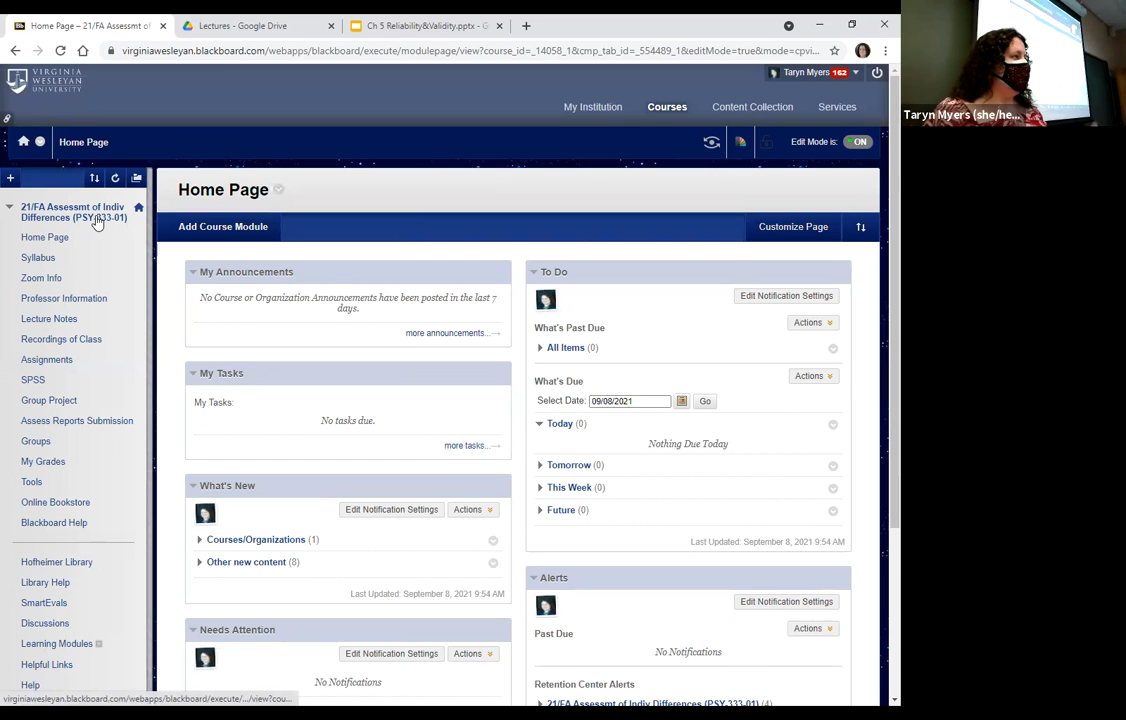 Home Page – 21/FA Assessmt of
Lectures - Google Drive
Ch 5 Reliability&Validity.pptx - G
virginiawesleyan.blackboard.com/webapps/blackboard/execute/modulepage/view?course_id=_14058_1&cmp_tab_id=_554489_1&editMode=true&mode=cpvi...
VIRGINIA
WESLEYAN
UNIVERSITY
Taryn Myers 162
My Institution
Courses
Content Collection
Services
Home Page
Edit Mode is:
ON
21/FA Assessmt of Indiv
Differences (PSY-333-01)
Home Page
Syllabus
Zoom Info
Professor Information
Lecture Notes
Recordings of Class
Assignments
SPSS
Group Project
Assess Reports Submission
Groups
My Grades
Tools
Online Bookstore
Blackboard Help
Hofheimer Library
Library Help
SmartEvals
Discussions
Learning Modules
Helpful Links
Help
virginiawesleyan.blackboard.com/webapps/blackboard/execute/.../view?cou...
Home Page
Add Course Module
Customize Page
My Announcements
No Course or Organization Announcements have been posted in the last 7
days.
more announcements...
My Tasks
My Tasks:
No tasks due.
more tasks...
What's New
Edit Notification Settings
Actions
Courses/Organizations (1)
Other new content (8)
Last Updated: September 8, 2021 9:54 AM
Needs Attention
Edit Notification Settings
Actions
No Notifications
To Do
Edit Notification Settings
What's Past Due
Actions
All Items (0)
What's Due
Actions
Select Date: 09/08/2021 Go
Today (0)
Nothing Due Today
Tomorrow (0)
This Week (0)
Future (0)
Last Updated: September 8, 2021 9:54 AM
Alerts
Edit Notification Settings
Past Due
Actions
No Notifications
Retention Center Alerts
21/FA Assessmt of Indiv Differences (PSY-333-01) (4)
Taryn Myers (she/he...